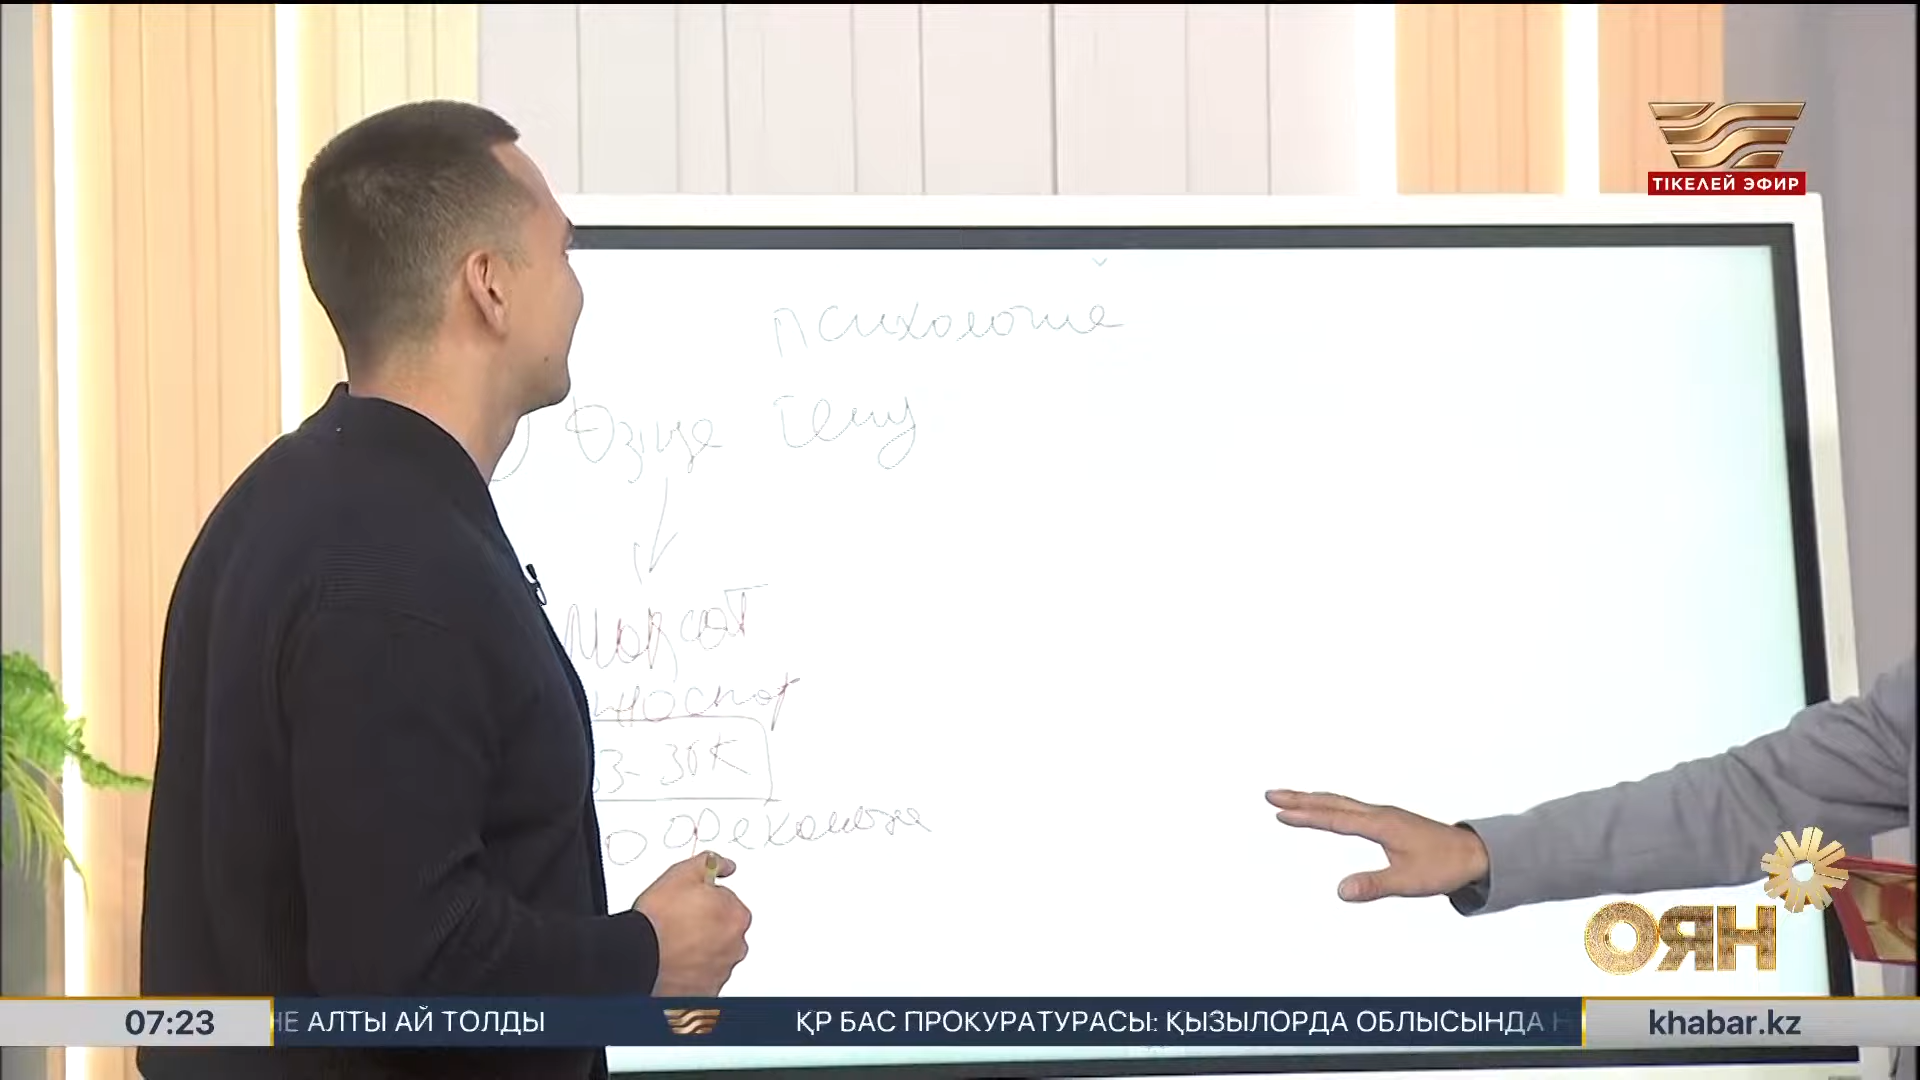 ТІКЕЛЕЙ ЭФИР
психология
Өзіңе сену
Мақсат
33-36К
ОЯН
07:23
НЕ АЛТЫ АЙ ТОЛДЫ
ҚР БАС ПРОКУРАТУРАСЫ: ҚЫЗЫЛОРДА ОБЛЫСЫНДА
khabar.kz